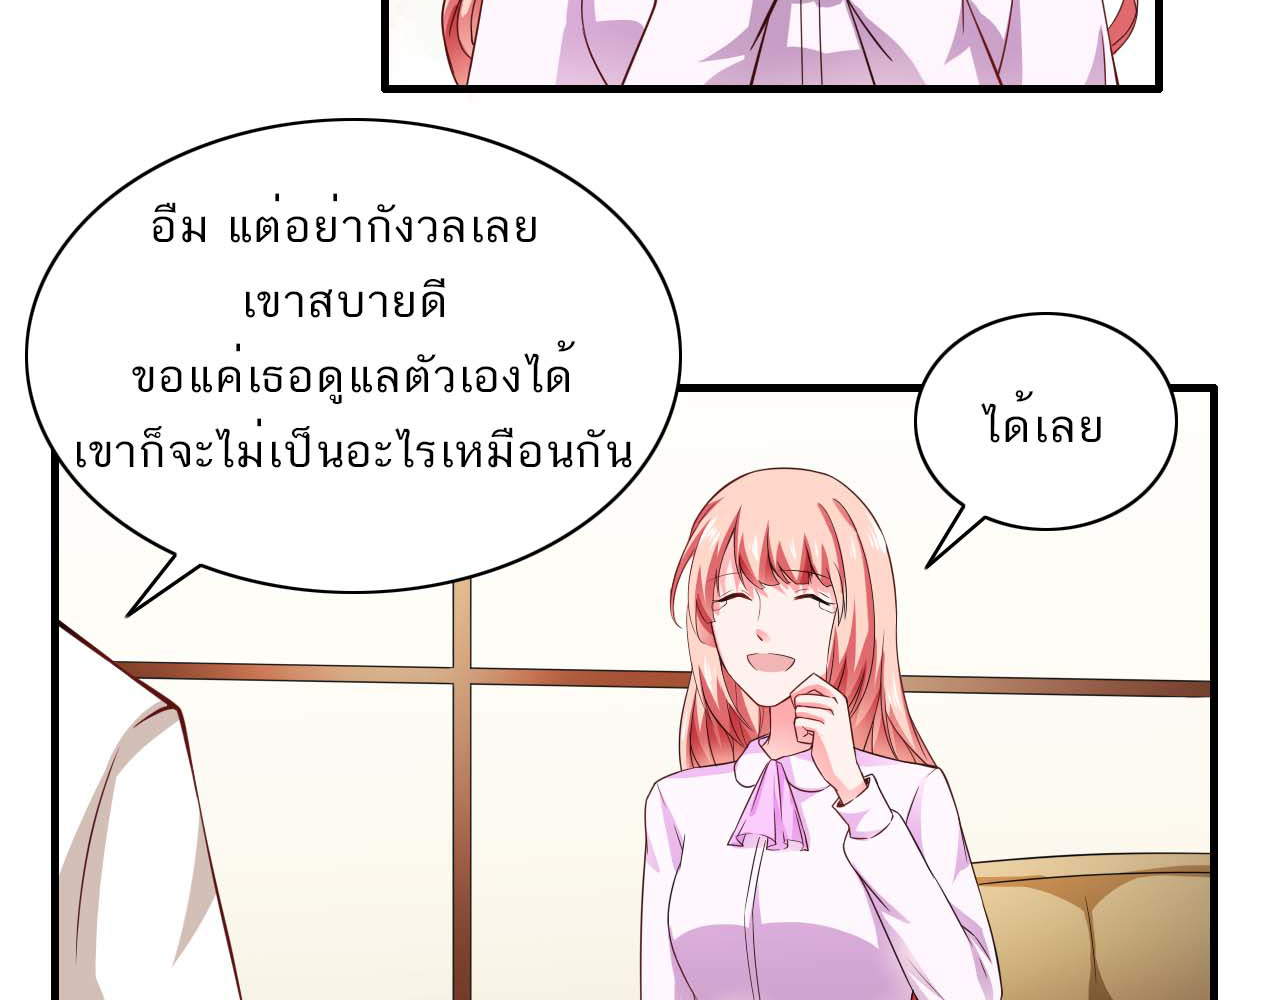 อืม แต่อย่ากังวลเลย
เขาสบายดี
ขอแค่เธอดูแลตัวเองได้
เขาก็จะไม่เป็นอะไรเหมือนกัน
ได้เลย